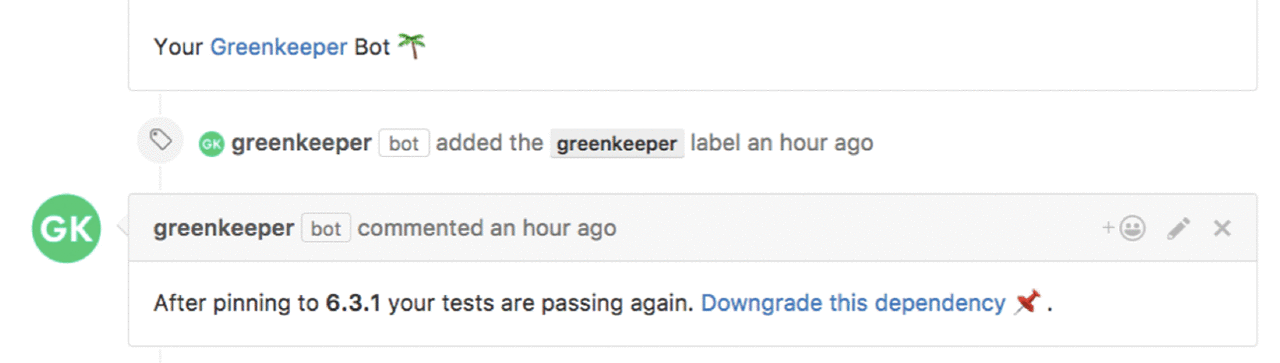 Your Greenkeeper Bot 🌴
GK greenkeeper bot added the greenkeeper label an hour ago
GK greenkeeper bot commented an hour ago
After pinning to 6.3.1 your tests are passing again. Downgrade this dependency 📌 .